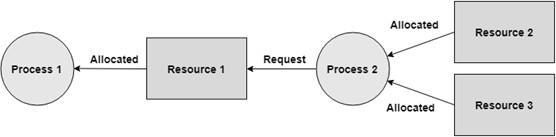 Allocated
Resource 2
Allocated
Request
Process 1
Resource 1
Process 2
Allocated
Resource 3